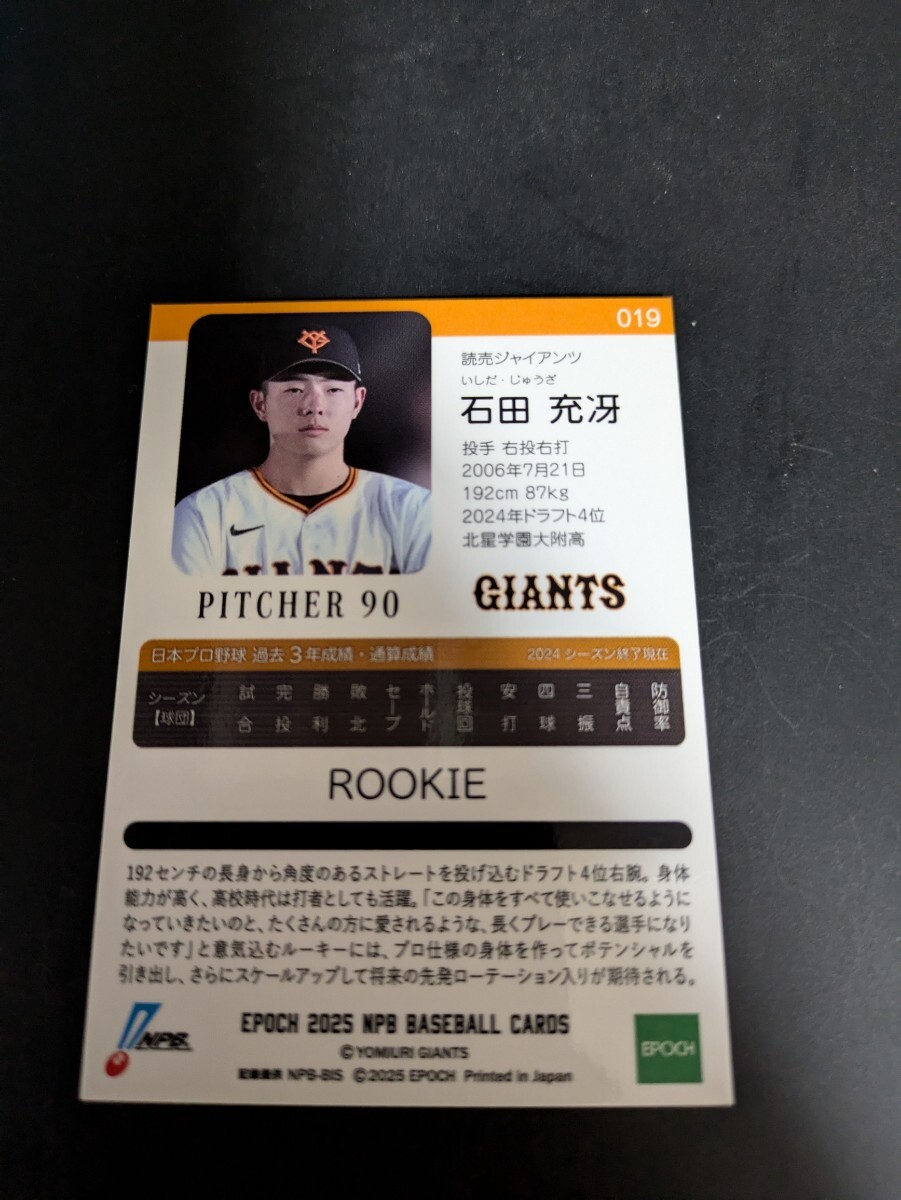 019
読売ジャイアンツ
いしだ・じゅうざ
石田 充冴
投手 右投右打
2006年7月21日
192cm 87kg
2024年ドラフト4位
北星学園大附高
GIANTS
PITCHER 90
日本プロ野球 過去3年成績・通算成績 2024 シーズン終了現在
シーズン【球団】 試合 完投 勝利 敗北 セーブ ホールド 投球回 安打 四球 三振 自責点 防御率
ROOKIE
192センチの長身から角度のあるストレートを投げ込むドラフト4位右腕。身体
能力が高く、高校時代は打者としても活躍。「この身体をすべて使いこなせるように
なっていきたいのと、たくさんの方に愛されるような、長くプレーできる選手になり
たいです」と意気込むルーキーには、プロ仕様の身体を作ってポテンシャルを
引き出し、さらにスケールアップして将来の先発ローテーション入りが期待される。
NPB
EPOCH 2025 NPB BASEBALL CARDS
©YOMIURI GIANTS
記録提供 NPB-BIS ©2025 EPOCH Printed in Japan
EPOCH